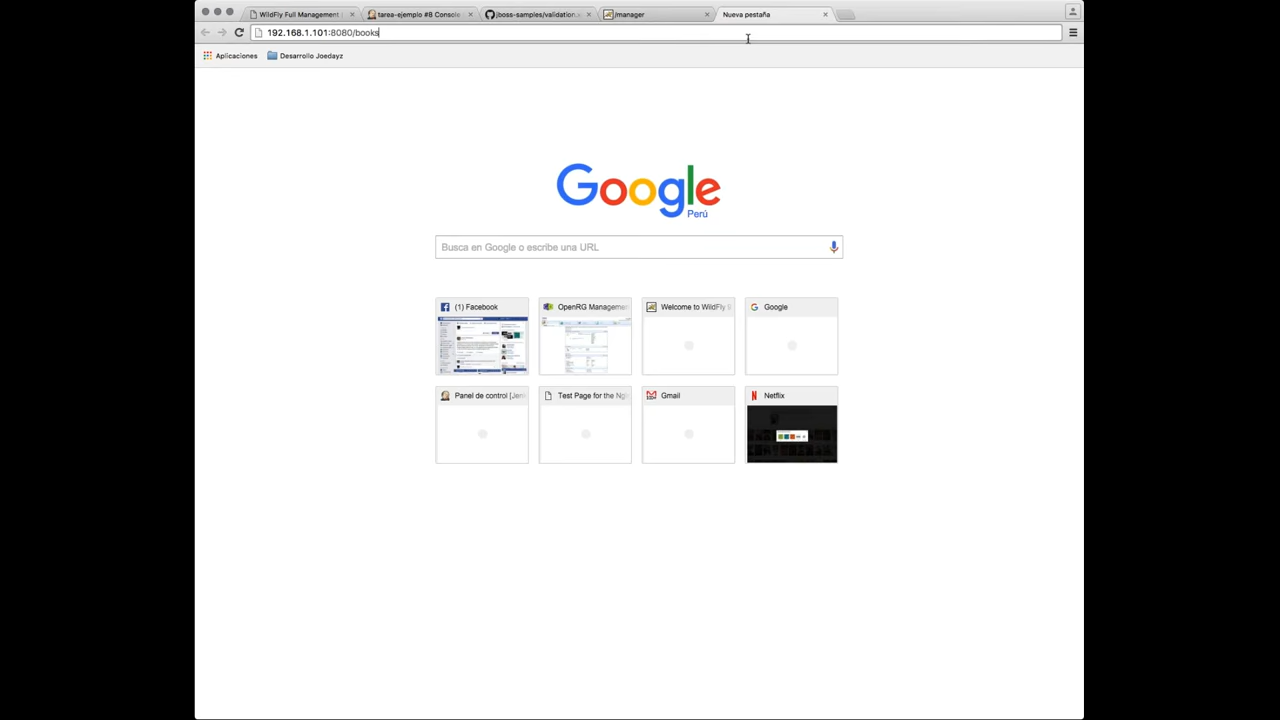 WildFly Full Management (
tarea-ejemplo #8 Console
jboss-samples/validation.
/manager
Nueva pestaña
192.168.1.101:8080/books
Aplicaciones
Desarrollo Joedayz
Google
Perú
Busca en Google o escribe una URL
(1) Facebook
OpenRG Managemen
Welcome to WildFly
Google
Panel de control [Jen
Test Page for the Ng
Gmail
Netflix